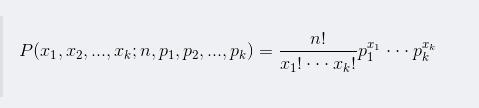 P(x_1, x_2, ..., x_k; n, p_1, p_2, ..., p_k) = \frac{n!}{x_1! \cdots x_k!} p_1^{x_1} \cdots p_k^{x_k}